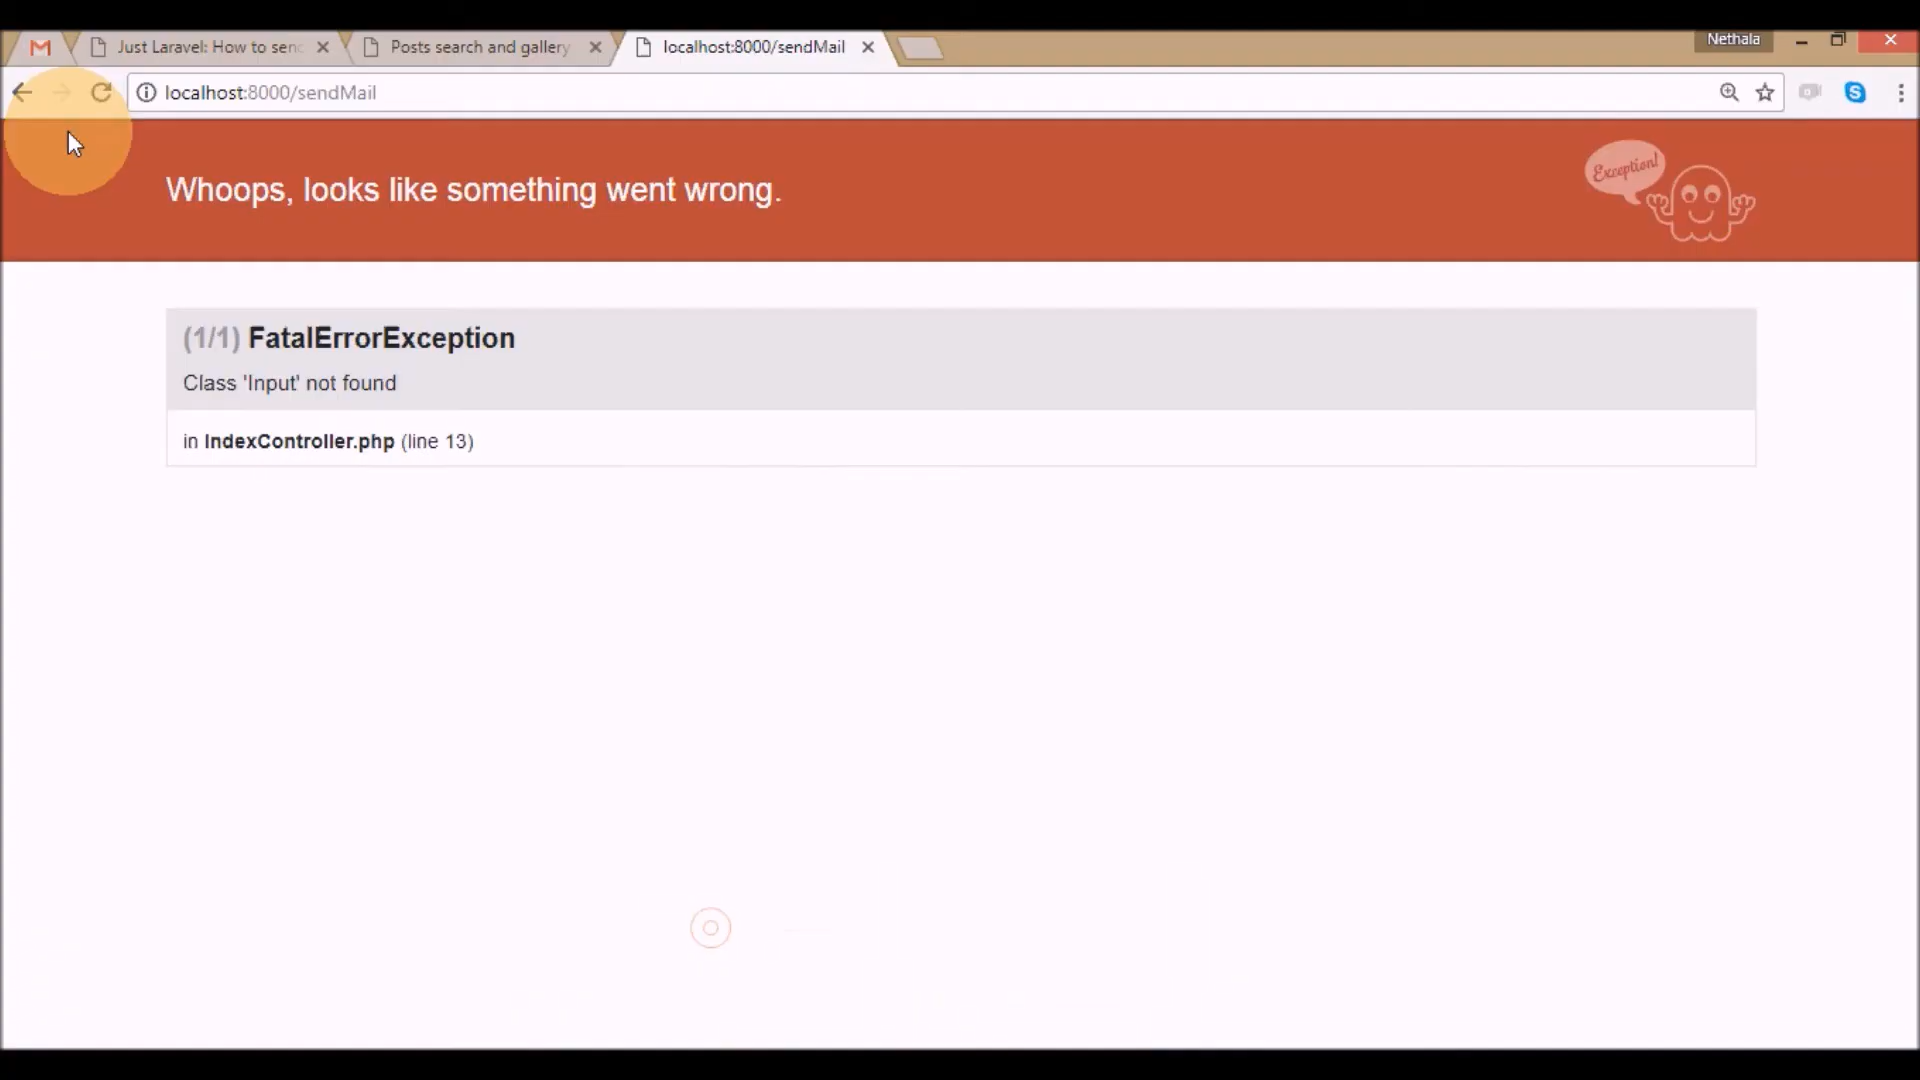 Just Laravel: How to sen
Posts search and gallery
localhost:8000/sendMail
Nethala
localhost:8000/sendMail
Whoops, looks like something went wrong.
Exception!
(1/1) FatalErrorException
Class 'Input' not found
in IndexController.php (line 13)